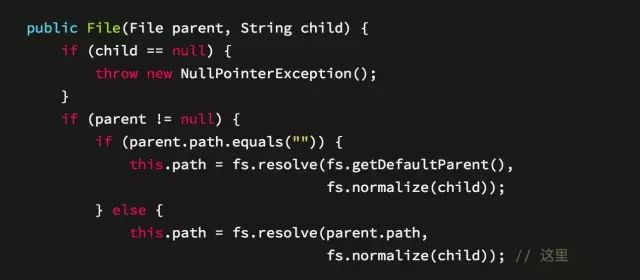 public File(File parent, String child) {
    if (child == null) {
        throw new NullPointerException();
    }
    if (parent != null) {
        if (parent.path.equals("")) {
            this.path = fs.resolve(fs.getDefaultParent(),
                                   fs.normalize(child));
        } else {
            this.path = fs.resolve(parent.path,
                                   fs.normalize(child)); // 这里